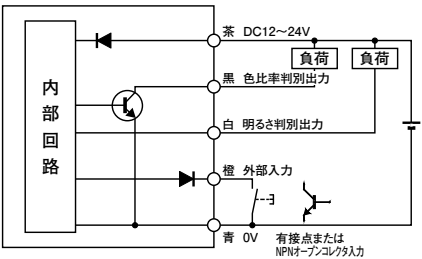 茶 DC12～24V
負荷
負荷
黒 色比率判別出力
内部回路
白 明るさ判別出力
橙 外部入力
青 0V
有接点または
NPNオープンコレクタ入力